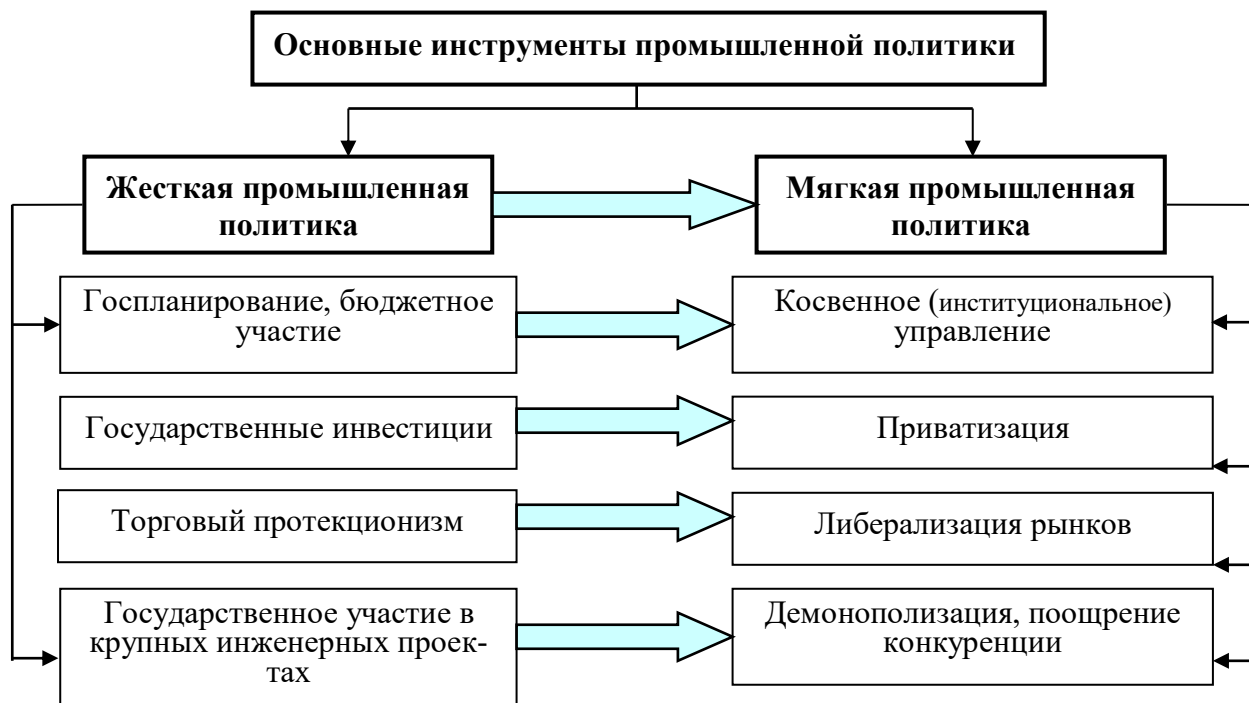 Основные инструменты промышленной политики
Жесткая промышленная
политика
Мягкая промышленная
политика
Госпланирование, бюджетное
участие
Косвенное (институциональное)
управление
Государственные инвестиции
Приватизация
Торговый протекционизм
Либерализация рынков
Государственное участие в
крупных инженерных проек-
тах
Демонополизация, поощрение
конкуренции